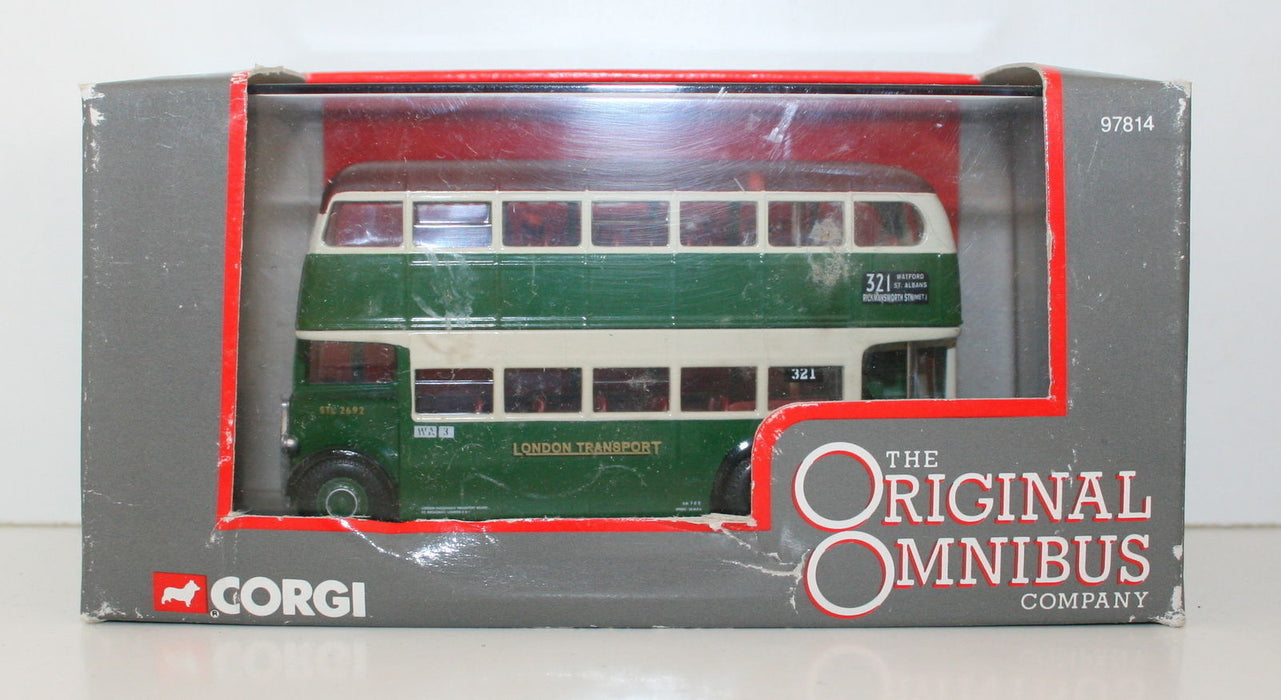 97814
321
WATFORD
ST. ALBANS
RICKMANSWORTH STN(MET.)
321
STL 2692
WA 3
LONDON TRANSPORT
THE
ORIGINAL
OMNIBUS
COMPANY
CORGI
®